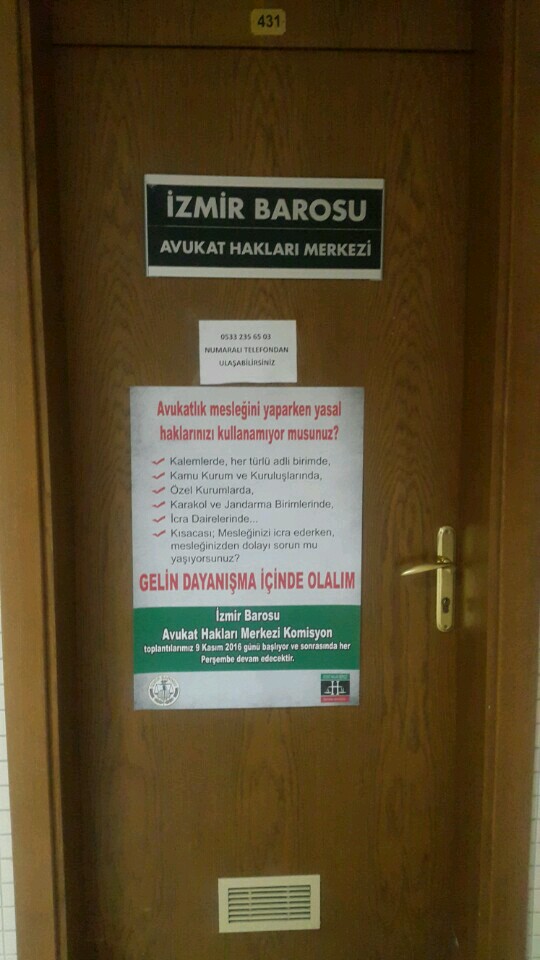 431
İZMİR BAROSU
AVUKAT HAKLARI MERKEZİ
0533 235 65 03
NUMARALI TELEFONDAN
ULAŞABİLİRSİNİZ
Avukatlık mesleğini yaparken yasal
haklarınızı kullanamıyor musunuz?
Kalemlerde, her türlü adli birimde,
Kamu Kurum ve Kuruluşlarında,
Özel Kurumlarda,
Karakol ve Jandarma Birimlerinde,
İcra Dairelerinde...
Kısacası; Mesleğinizi icra ederken,
mesleğinizden dolayı sorun mu
yaşıyorsunuz?
GELİN DAYANIŞMA İÇİNDE OLALIM
İzmir Barosu
Avukat Hakları Merkezi Komisyon
toplantılarımız 9 Kasım 2016 günü başlıyor ve sonrasında her
Perşembe devam edecektir.